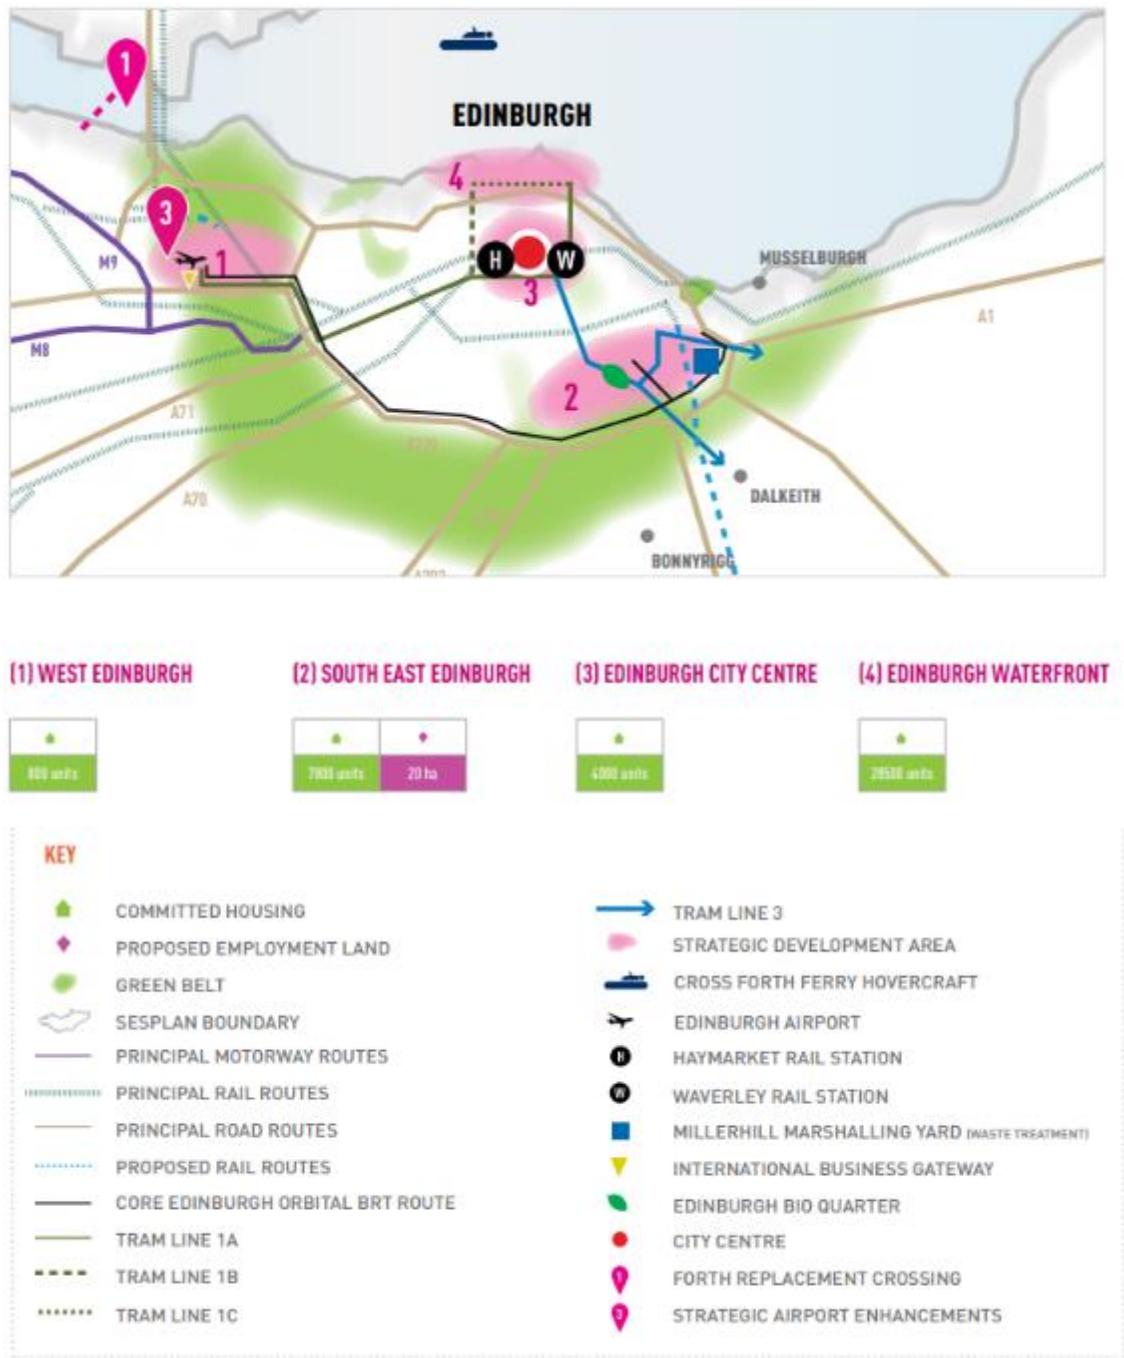 1
EDINBURGH
4
3
M9
1
H
W
MUSSELBURGH
3
A1
M8
2
A71
A70
DALKEITH
BONNYRIGG
(1) WEST EDINBURGH
(2) SOUTH EAST EDINBURGH
(3) EDINBURGH CITY CENTRE
(4) EDINBURGH WATERFRONT
800 units
7800 units
20 ha
4000 units
28500 units
KEY
COMMITTED HOUSING
PROPOSED EMPLOYMENT LAND
GREEN BELT
SESPLAN BOUNDARY
PRINCIPAL MOTORWAY ROUTES
PRINCIPAL RAIL ROUTES
PRINCIPAL ROAD ROUTES
PROPOSED RAIL ROUTES
CORE EDINBURGH ORBITAL BRT ROUTE
TRAM LINE 1A
TRAM LINE 1B
TRAM LINE 1C
TRAM LINE 3
STRATEGIC DEVELOPMENT AREA
CROSS FORTH FERRY HOVERCRAFT
EDINBURGH AIRPORT
H HAYMARKET RAIL STATION
W WAVERLEY RAIL STATION
MILLERHILL MARSHALLING YARD (WASTE TREATMENT)
INTERNATIONAL BUSINESS GATEWAY
EDINBURGH BIO QUARTER
CITY CENTRE
1 FORTH REPLACEMENT CROSSING
3 STRATEGIC AIRPORT ENHANCEMENTS